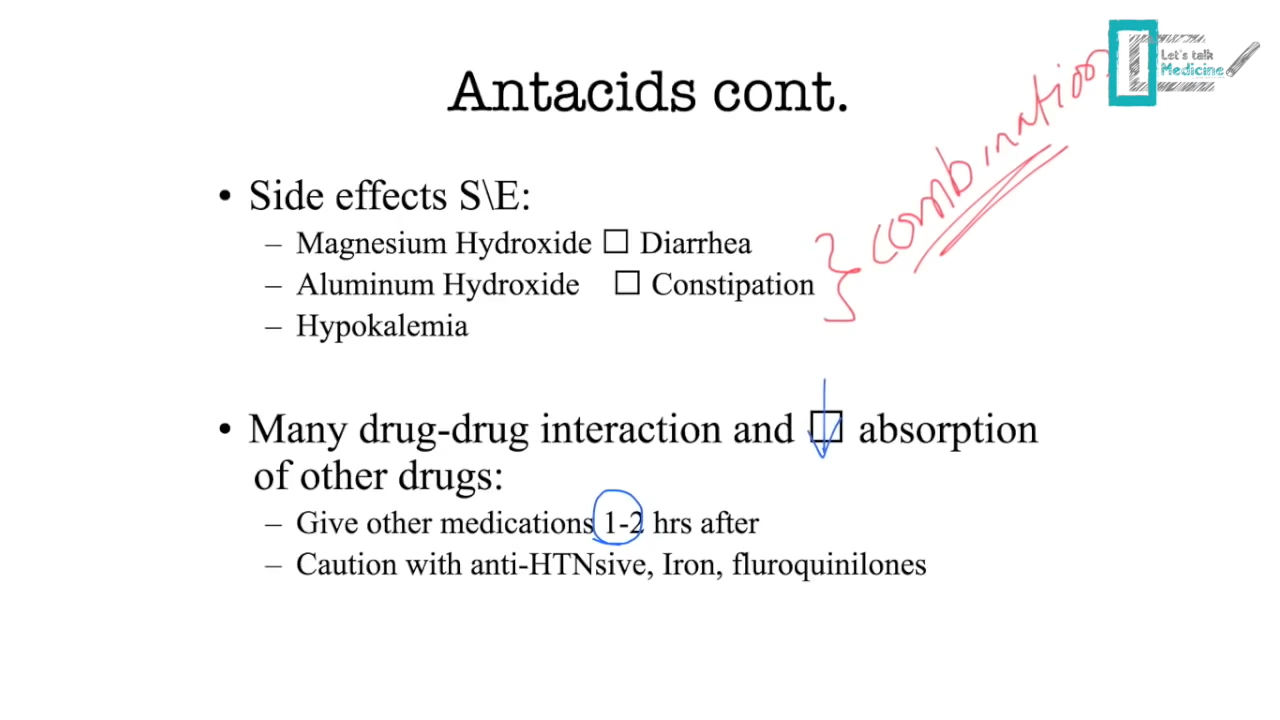 Let's talk
Medicine
Antacids cont.
combination
• Side effects S\E:
– Magnesium Hydroxide □ Diarrhea
– Aluminum Hydroxide □ Constipation
– Hypokalemia
• Many drug-drug interaction and □ absorption
of other drugs:
– Give other medications 1-2 hrs after
– Caution with anti-HTNsive, Iron, fluroquinilones